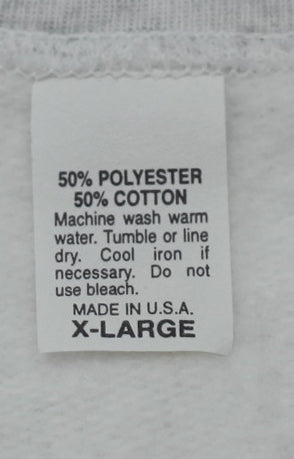 50% POLYESTER
50% COTTON
Machine wash warm
water. Tumble or line
dry. Cool iron if
necessary. Do not
use bleach.
MADE IN U.S.A.
X-LARGE